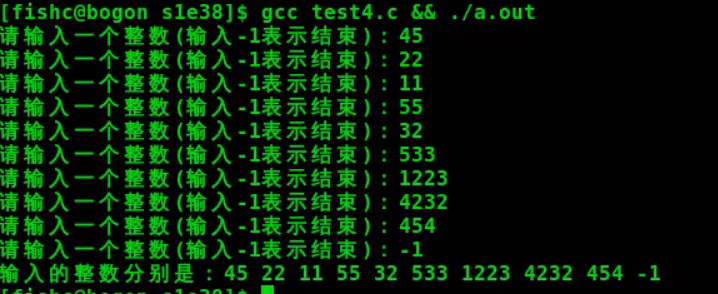 [fishc@bogon s1e38]$ gcc test4.c && ./a.out
请输入一个整数(输入-1表示结束)：45
请输入一个整数(输入-1表示结束)：22
请输入一个整数(输入-1表示结束)：11
请输入一个整数(输入-1表示结束)：55
请输入一个整数(输入-1表示结束)：32
请输入一个整数(输入-1表示结束)：533
请输入一个整数(输入-1表示结束)：1223
请输入一个整数(输入-1表示结束)：4232
请输入一个整数(输入-1表示结束)：454
请输入一个整数(输入-1表示结束)：-1
输入的整数分别是：45 22 11 55 32 533 1223 4232 454 -1
[fishc@bogon s1e38]$